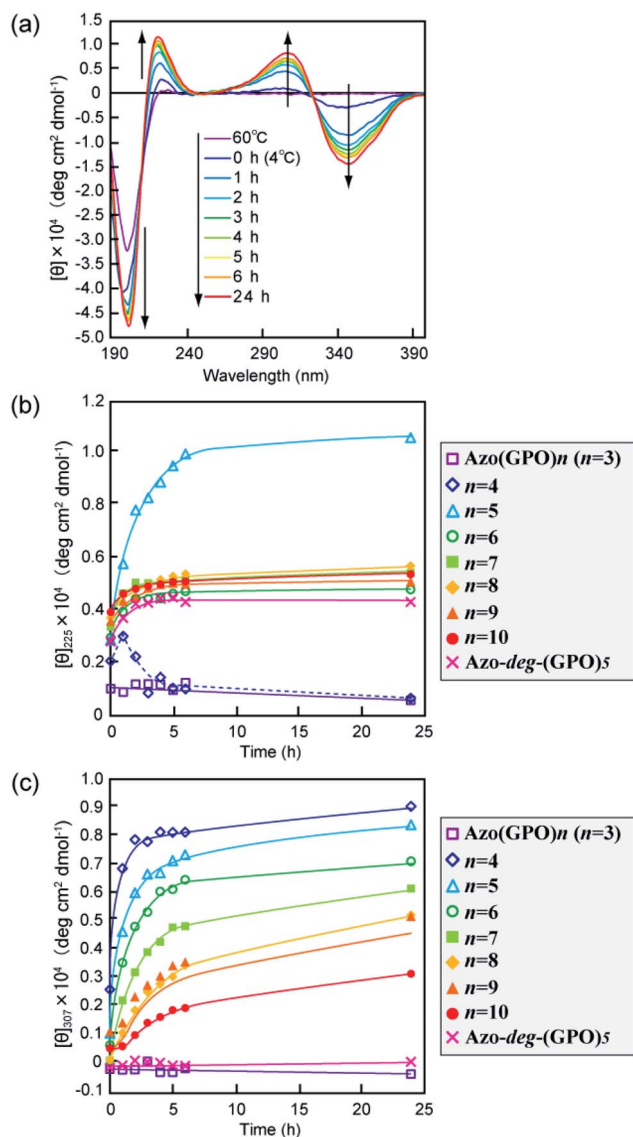 (a)
1.5
1.0
0.5
0
-0.5
-1.0
-1.5
-2.0
-2.5
-3.0
-3.5
-4.0
-4.5
-5.0
[θ] × 10⁴
(deg cm² dmol⁻¹)
60°C
0 h (4°C)
1 h
2 h
3 h
4 h
5 h
6 h
24 h
190 240 290 340 390
Wavelength (nm)
(b)
1.2
1.0
0.8
0.6
0.4
0.2
0
[θ]₂₂₅ × 10⁴ (deg cm² dmol⁻¹)
0 5 10 15 20 25
Time (h)
Azo(GPO)n (n=3)
n=4
n=5
n=6
n=7
n=8
n=9
n=10
Azo-deg-(GPO)5
(c)
1.0
0.9
0.8
0.7
0.6
0.5
0.4
0.3
0.2
0.1
0
-0.1
[θ]₃₀₇ × 10⁴ (deg cm² dmol⁻¹)
0 5 10 15 20 25
Time (h)
Azo(GPO)n (n=3)
n=4
n=5
n=6
n=7
n=8
n=9
n=10
Azo-deg-(GPO)5